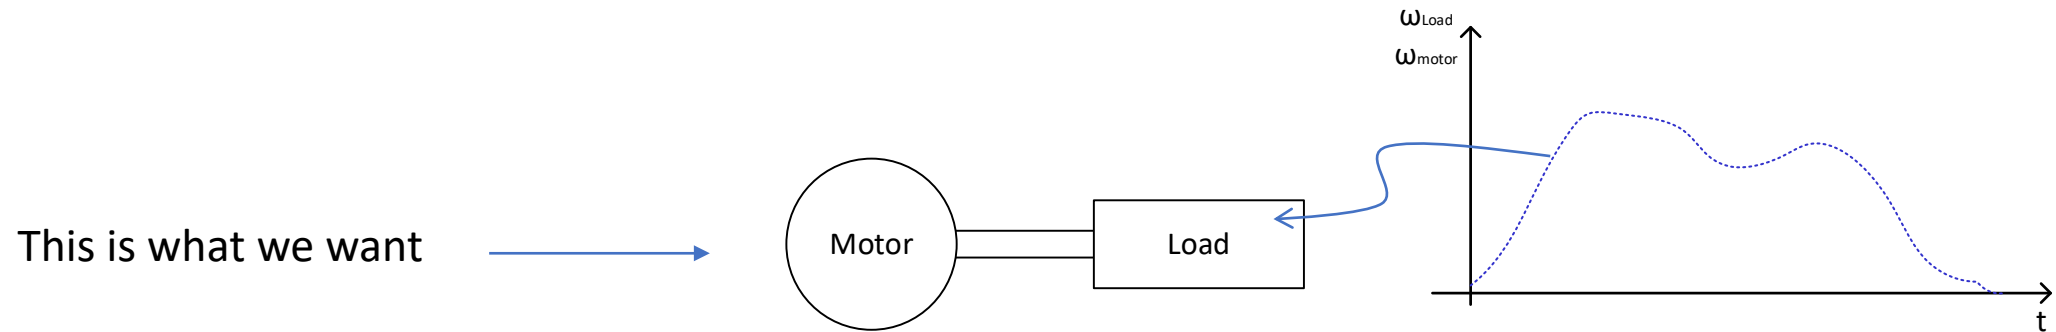 This is what we want
Motor
Load
ωLoad
ωmotor
t